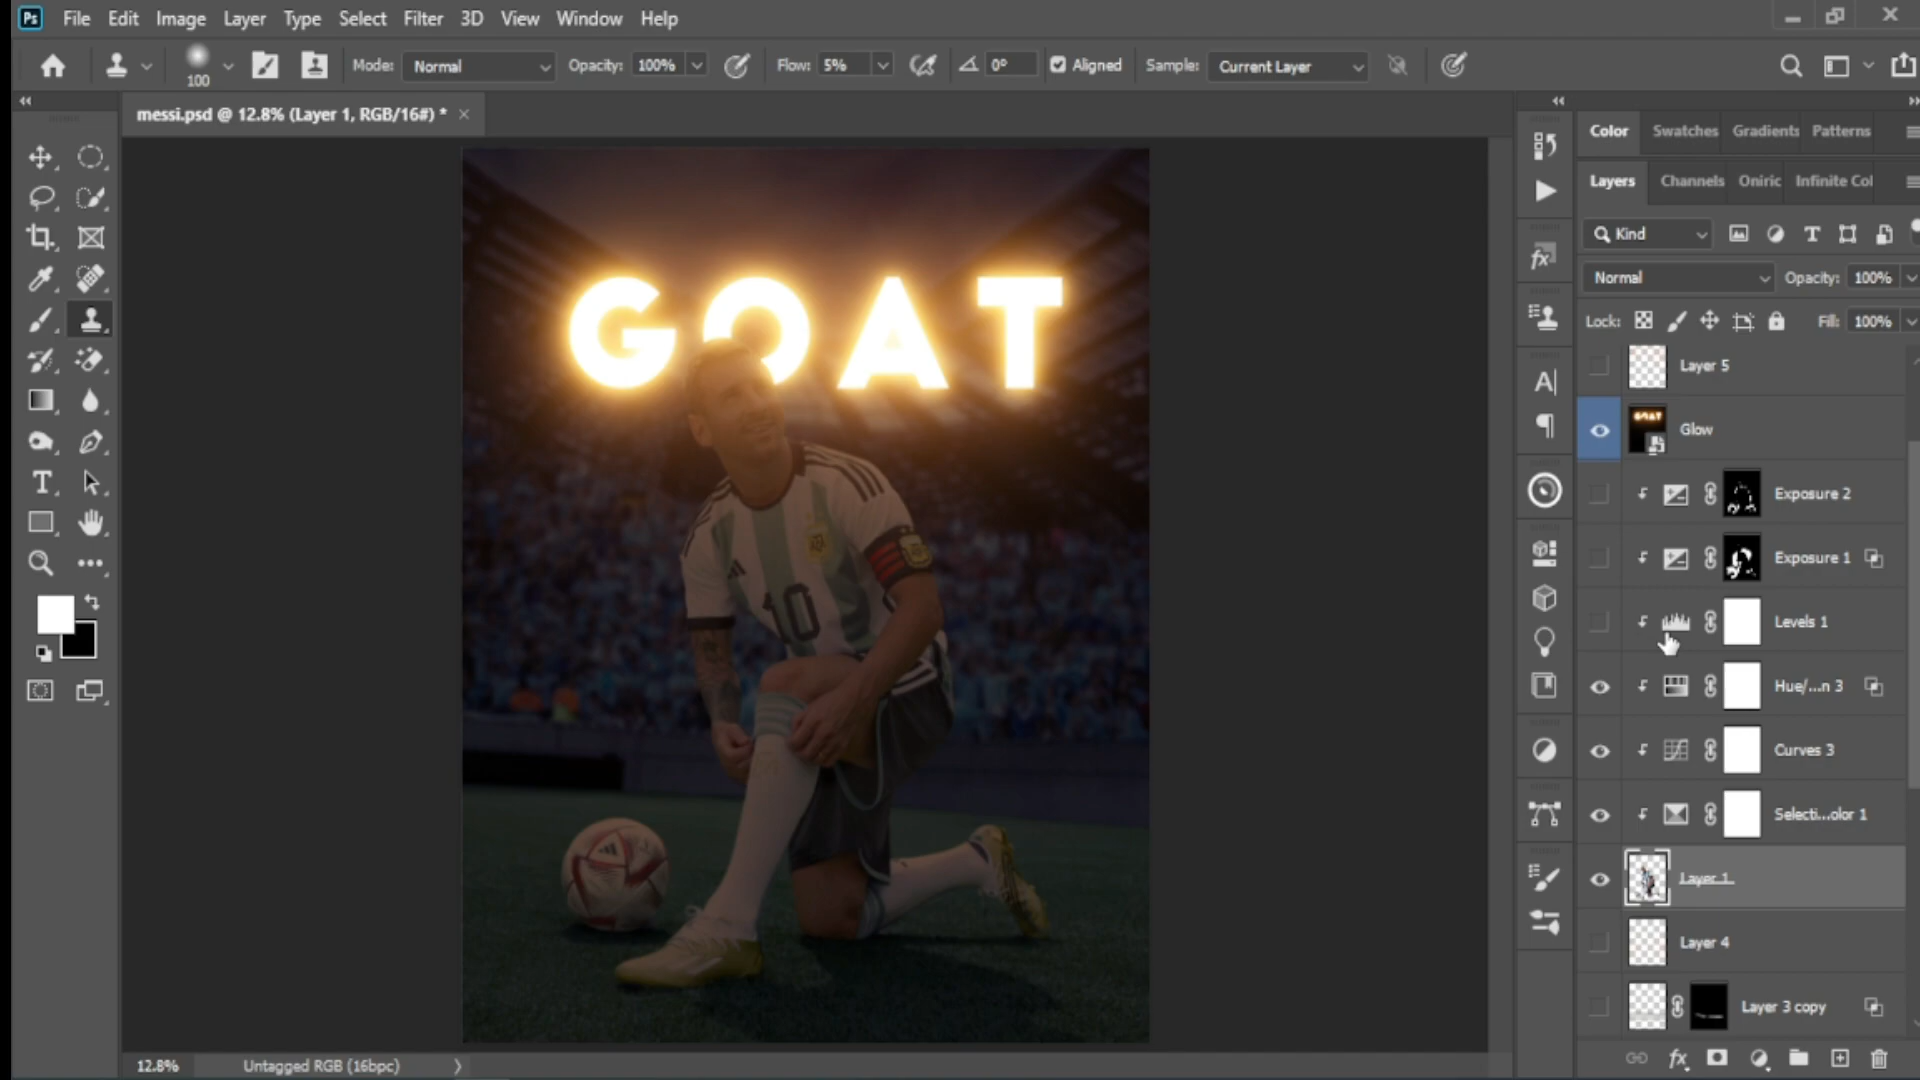 Ps File Edit Image Layer Type Select Filter 3D View Window Help
100 Mode: Normal Opacity: 100% Flow: 5% 0° Aligned Sample: Current Layer
messi.psd @ 12.8% (Layer 1, RGB/16#) * ×
Color Swatches Gradients Patterns
Layers Channels Oniric Infinite Col
Kind
Normal Opacity: 100%
Lock: Fill: 100%
Layer 5
GOAT Glow
Exposure 2
Exposure 1
Levels 1
Hue/...n 3
Curves 3
Selecti...olor 1
Layer 1
Layer 4
Layer 3 copy
GOAT
10
12.8% Untagged RGB (16bpc)